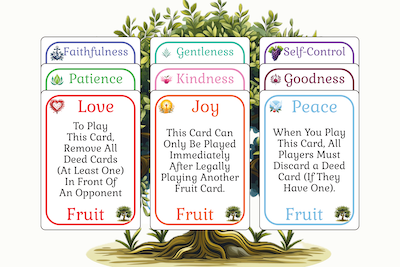 Faithfulness
Gentleness
Self-Control
Patience
Kindness
Goodness
Love
To Play
This Card,
Remove All
Deed Cards
(At Least One)
In Front Of
An Opponent
Fruit
Joy
This Card Can
Only Be Played
Immediately
After Legally
Playing Another
Fruit Card.
Fruit
Peace
When You Play
This Card, All
Players Must
Discard a Deed
Card (If They
Have One).
Fruit